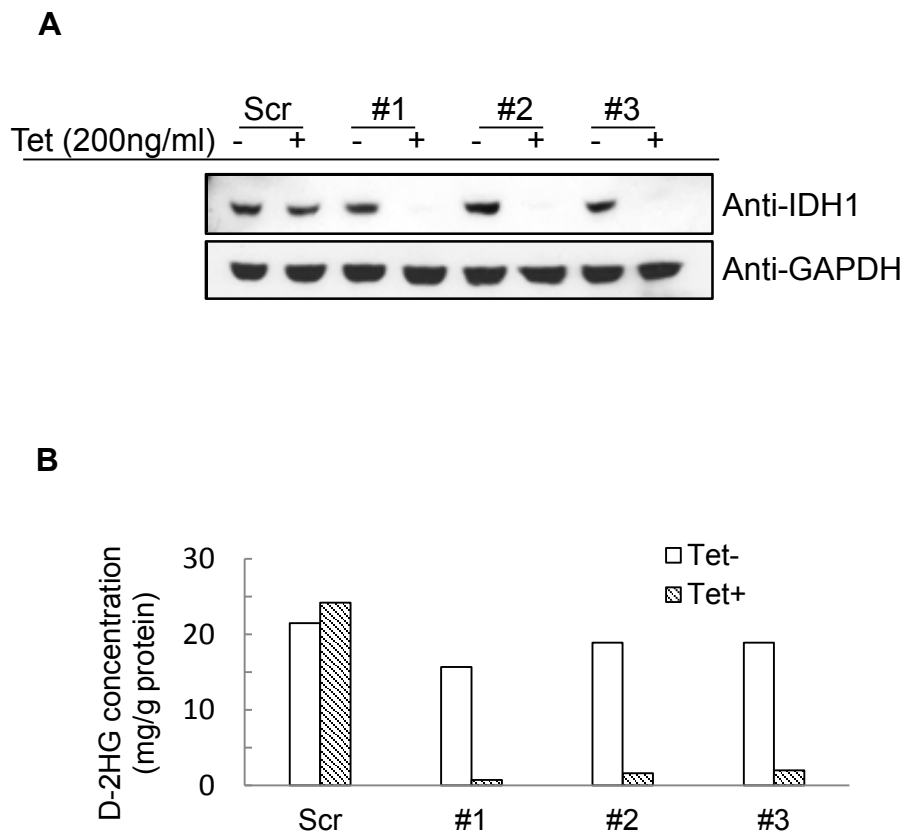 A
Scr #1 #2 #3
Tet (200ng/ml) - + - + - + - +
Anti-IDH1
Anti-GAPDH
B
D-2HG concentration
(mg/g protein)
30
20
10
0
Tet-
Tet+
Scr #1 #2 #3